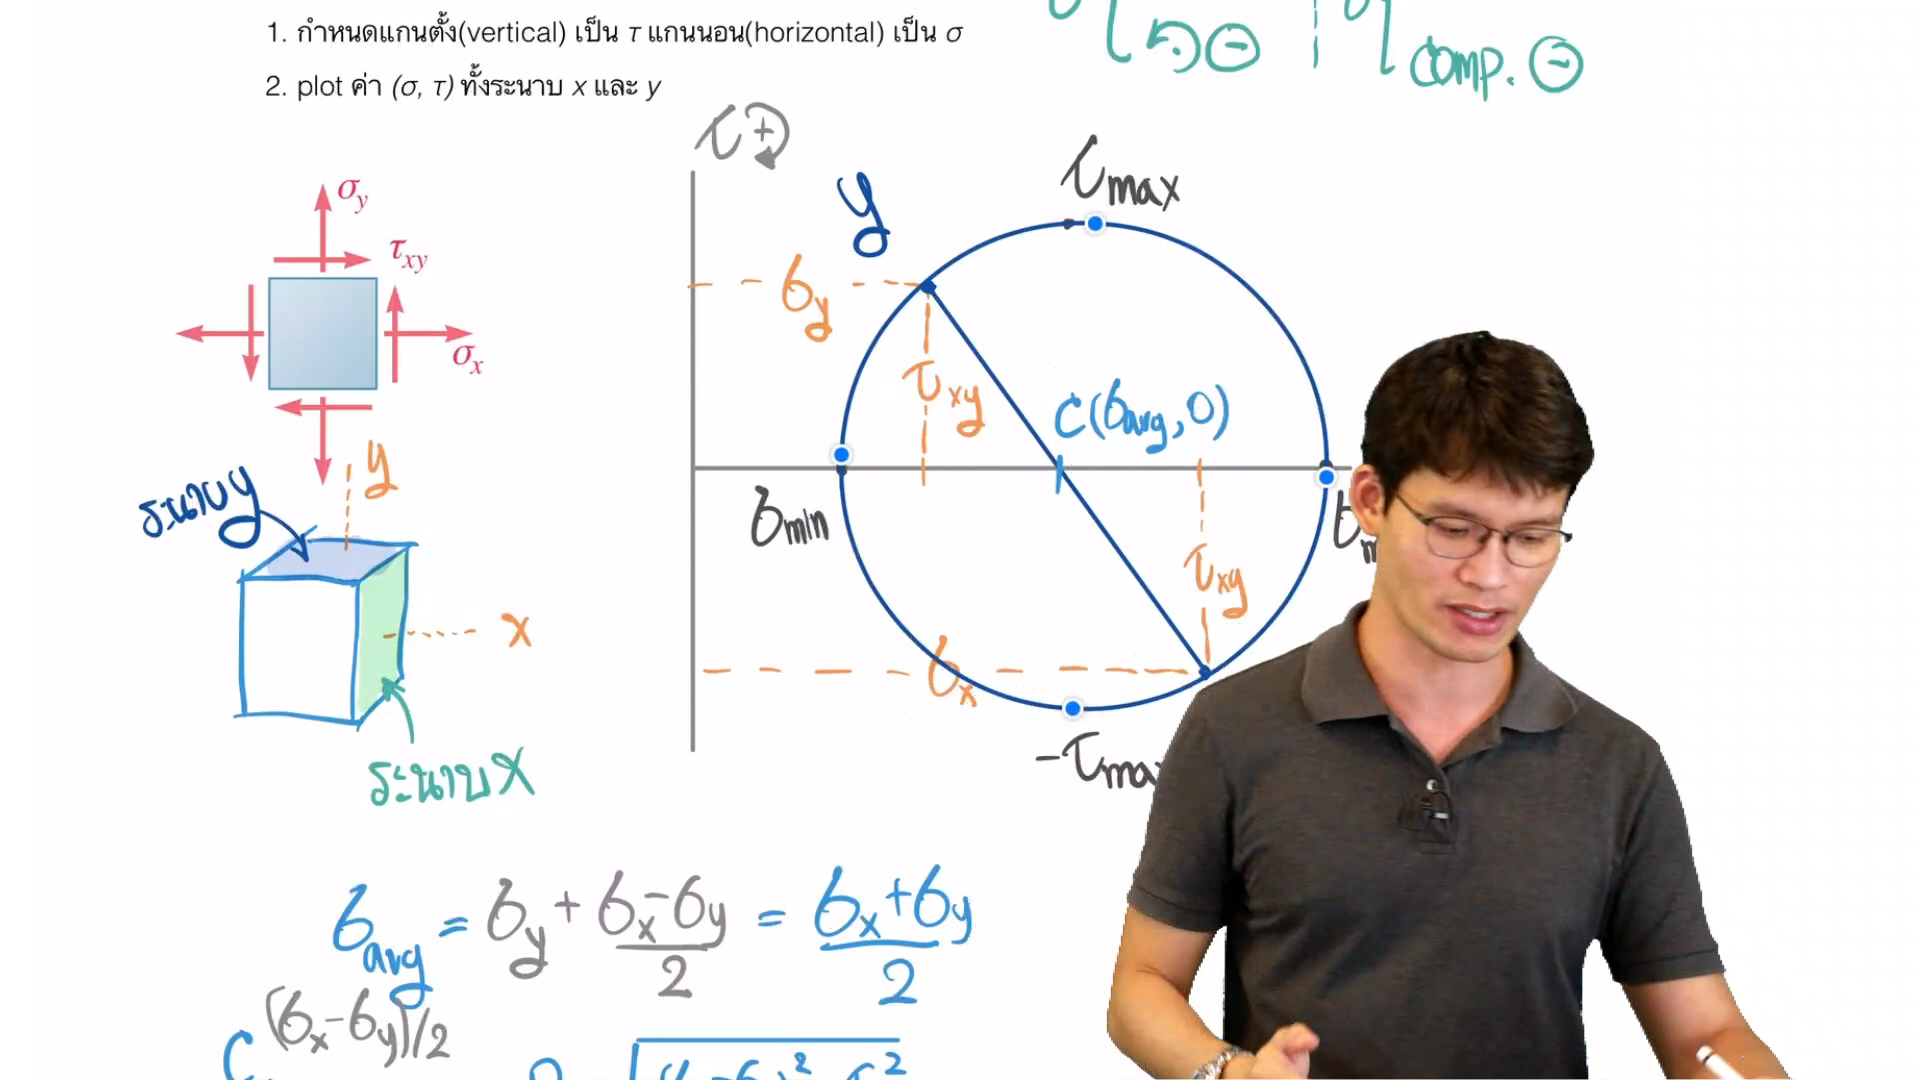 1. กำหนดแกนตั้ง(vertical) เป็น τ แกนนอน(horizontal) เป็น σ
2. plot ค่า (σ, τ) ทั้งระนาบ x และ y
comp. ⊖
τ +
τmax
y
σy
σy
τxy
σx
τxy
C(σavg, 0)
σmin
y
ระนาบ y
x
ระนาบ X
τxy
σx
-τmax
σavg = σy + (σx-σy)/2 = (σx+σy)/2
(σx-σy)/2
C